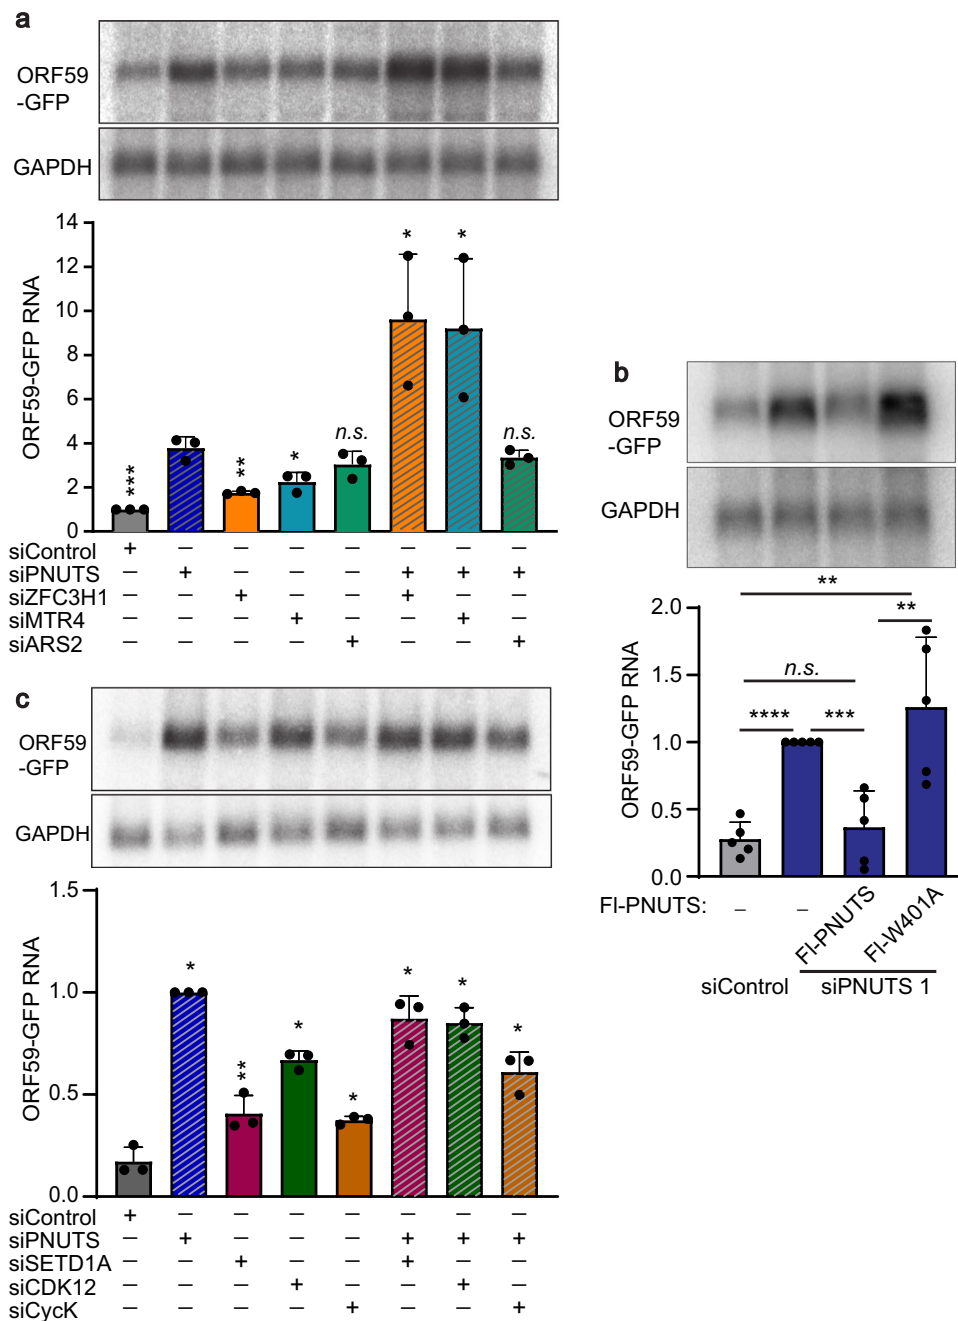 a
ORF59
-GFP
GAPDH
ORF59-GFP RNA
14
12
10
8
6
4
2
0
***
**
*
n.s.
*
*
n.s.
siControl + – – – – – – –
siPNUTS – + – – – + + +
siZFC3H1 – – + – – + – –
siMTR4 – – – + – – + –
siARS2 – – – – + – – +
b
ORF59
-GFP
GAPDH
ORF59-GFP RNA
2.0
1.5
1.0
0.5
0.0
**
**
n.s.
****
***
Fl-PNUTS: – – Fl-PNUTS Fl-W401A
siControl siPNUTS 1
c
ORF59
-GFP
GAPDH
ORF59-GFP RNA
1.5
1.0
0.5
0.0
*
**
*
*
*
*
*
siControl + – – – – – – –
siPNUTS – + – – – + + +
siSETD1A – – + – – + – –
siCDK12 – – – + – – + –
siCycK – – – – + – – +